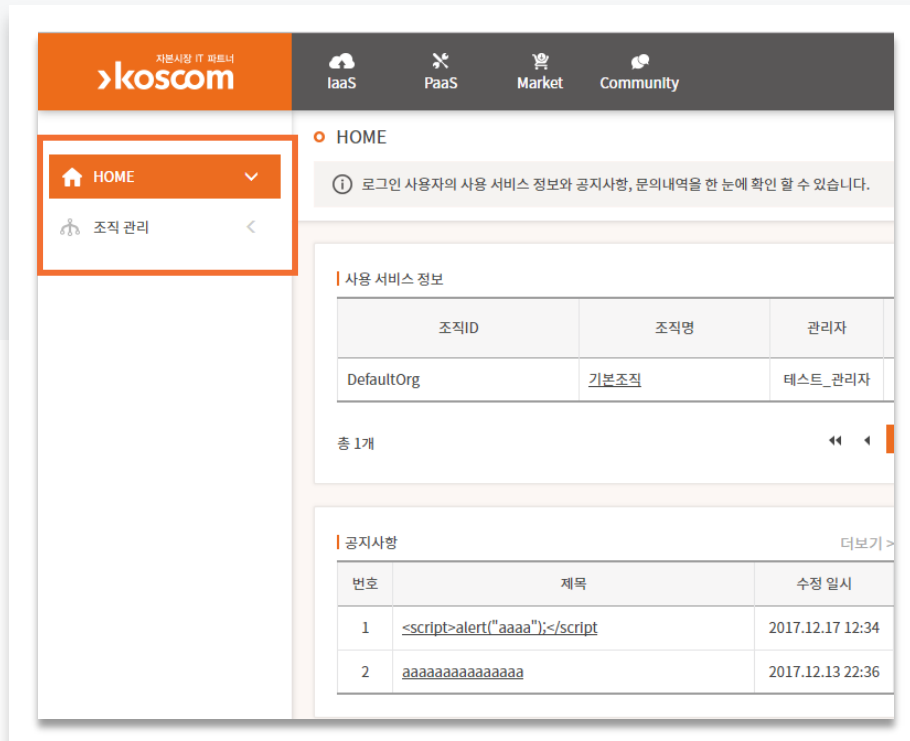 자본시장 IT 파트너
koscom
IaaS PaaS Market Community
HOME
HOME
로그인 사용자의 사용 서비스 정보와 공지사항, 문의내역을 한 눈에 확인 할 수 있습니다.
조직 관리
사용 서비스 정보
조직ID 조직명 관리자
DefaultOrg 기본조직 테스트_관리자
총 1개
공지사항 더보기 >
번호 제목 수정 일시
1 <script>alert("aaaa");</script 2017.12.17 12:34
2 aaaaaaaaaaaaaaa 2017.12.13 22:36